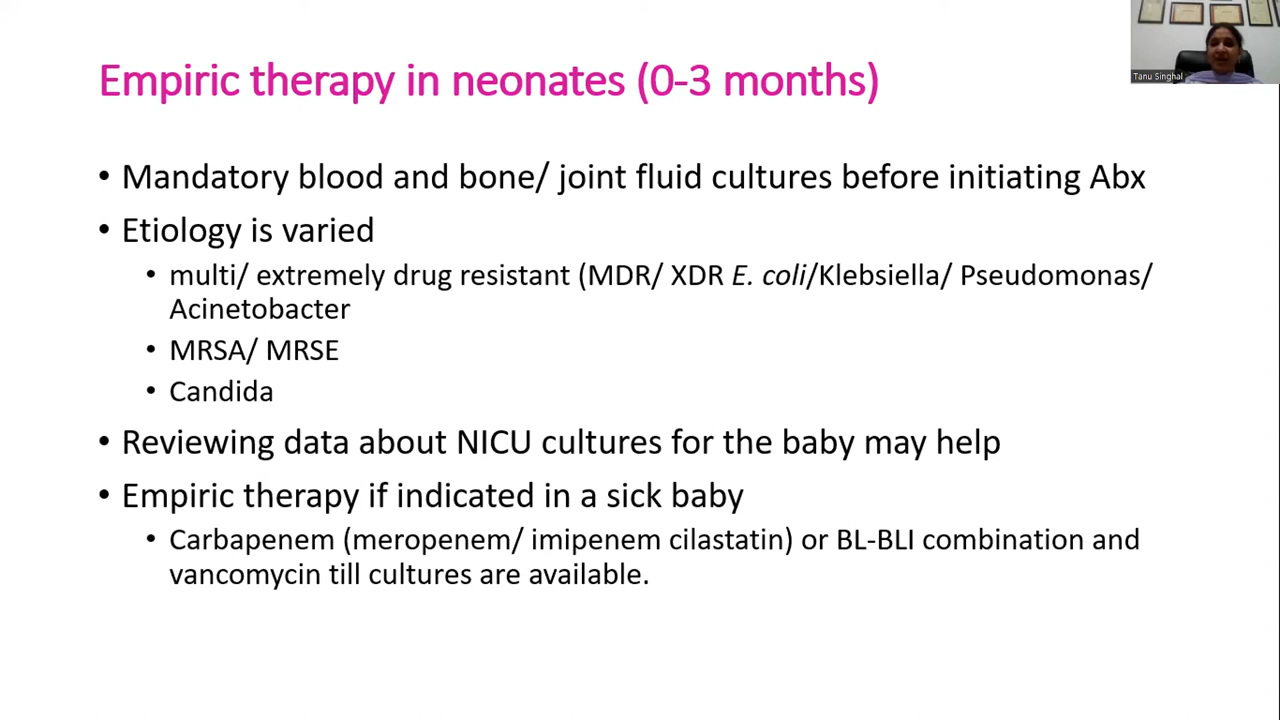 Tanu Singhal
Empiric therapy in neonates (0-3 months)
• Mandatory blood and bone/ joint fluid cultures before initiating Abx
• Etiology is varied
• multi/ extremely drug resistant (MDR/ XDR E. coli/Klebsiella/ Pseudomonas/
Acinetobacter
• MRSA/ MRSE
• Candida
• Reviewing data about NICU cultures for the baby may help
• Empiric therapy if indicated in a sick baby
• Carbapenem (meropenem/ imipenem cilastatin) or BL-BLI combination and
vancomycin till cultures are available.